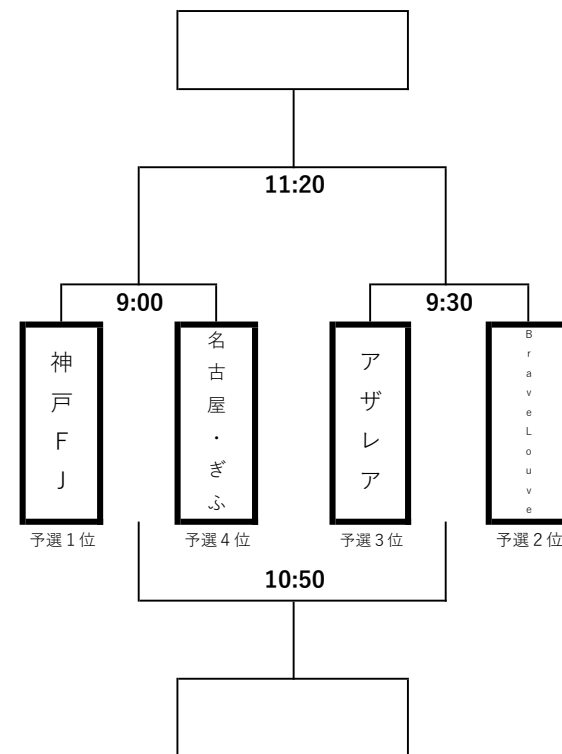 11:20
9:00
9:30
神戸ＦＪ
名古屋・ぎふ
アザレア
BraveLouve
予選１位
予選４位
予選３位
予選２位
10:50